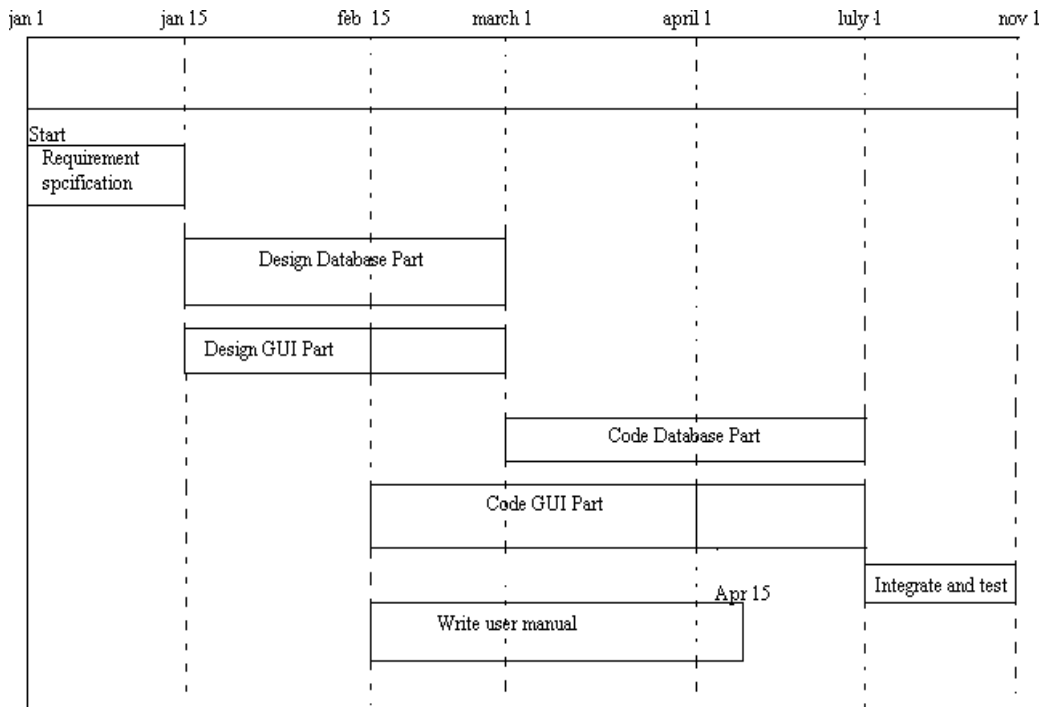 jan 1 jan 15 feb 15 march 1 april 1 luly 1 nov 1
Start
Requirement
spcification
Design Database Part
Design GUI Part
Code Database Part
Code GUI Part
Integrate and test
Apr 15
Write user manual